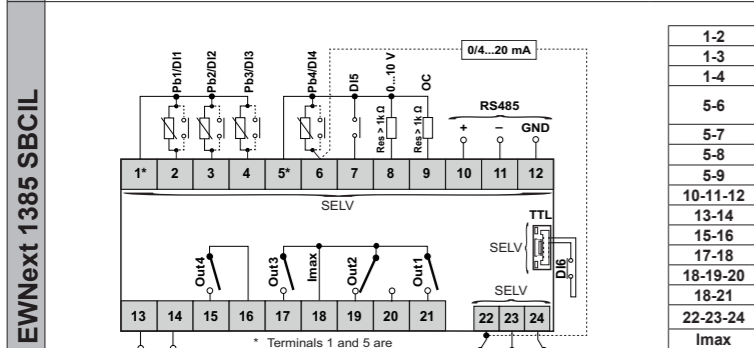 EWNext 1385 SBCIL
0/4...20 mA
Pb1/DI1
Pb2/DI2
Pb3/DI3
Pb4/DI4
DI5
0...10 V
OC
Res > 1k Ω
Res > 1k Ω
RS485
+ – GND
1* 2 3 4 5* 6 7 8 9 10 11 12
SELV
TTL
SELV
DI6
Out4
Out3
Imax
Out2
Out1
SELV
13 14 15 16 17 18 19 20 21 22 23 24
* Terminals 1 and 5 are
1-2
1-3
1-4
5-6
5-7
5-8
5-9
10-11-12
13-14
15-16
17-18
18-19-20
18-21
22-23-24
Imax